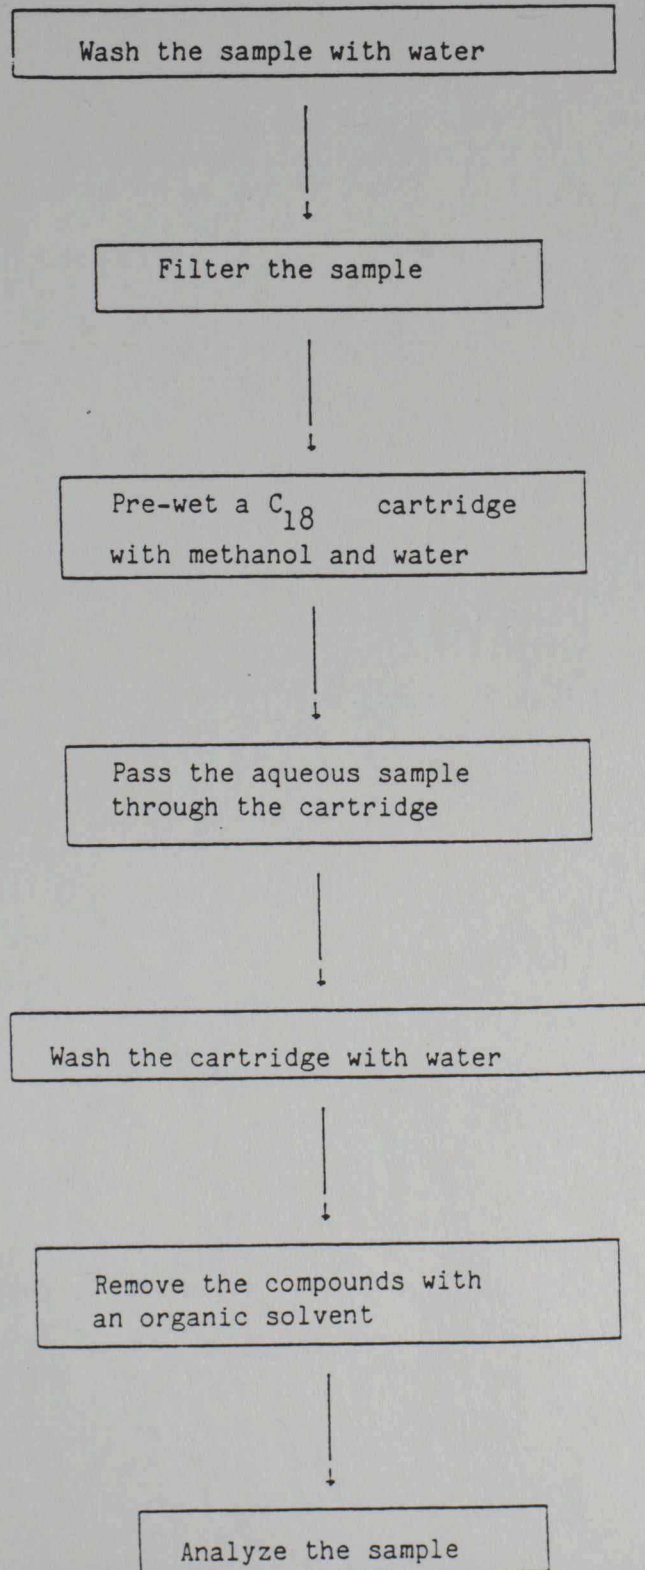 Wash the sample with water
Filter the sample
Pre-wet a C18 cartridge
with methanol and water
Pass the aqueous sample
through the cartridge
Wash the cartridge with water
Remove the compounds with
an organic solvent
Analyze the sample